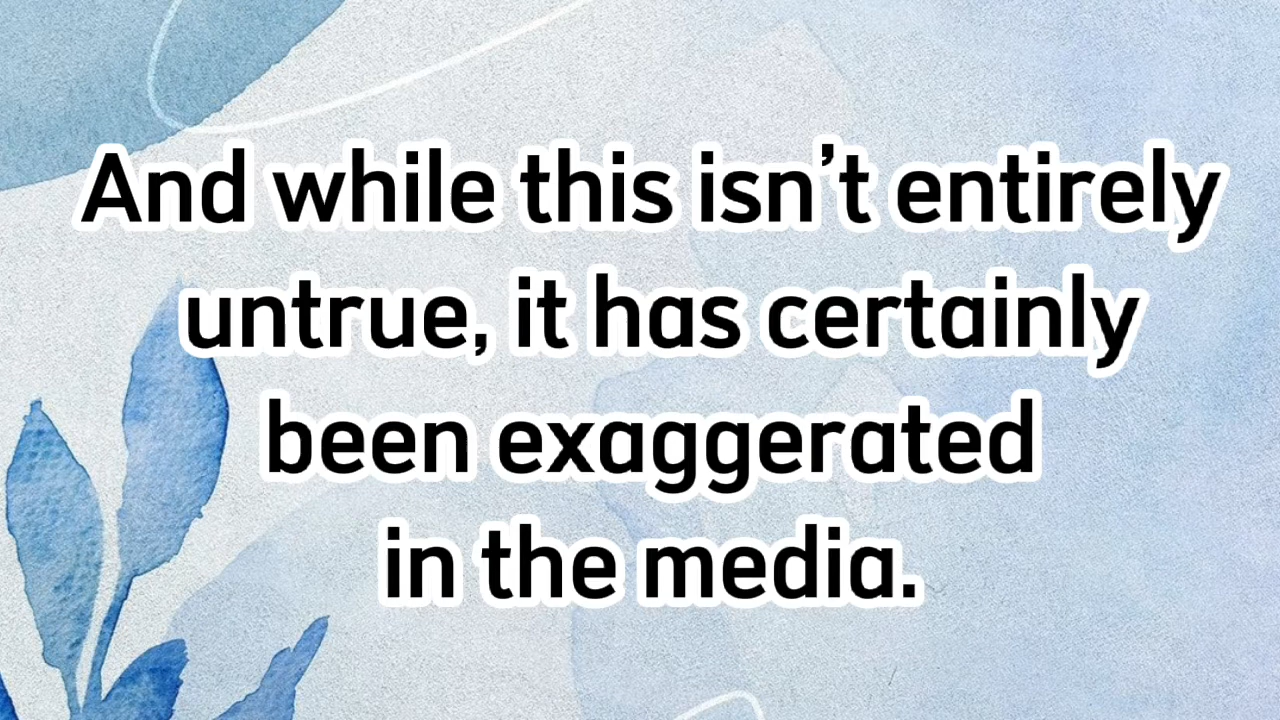 And while this isn’t entirely
untrue, it has certainly
been exaggerated
in the media.